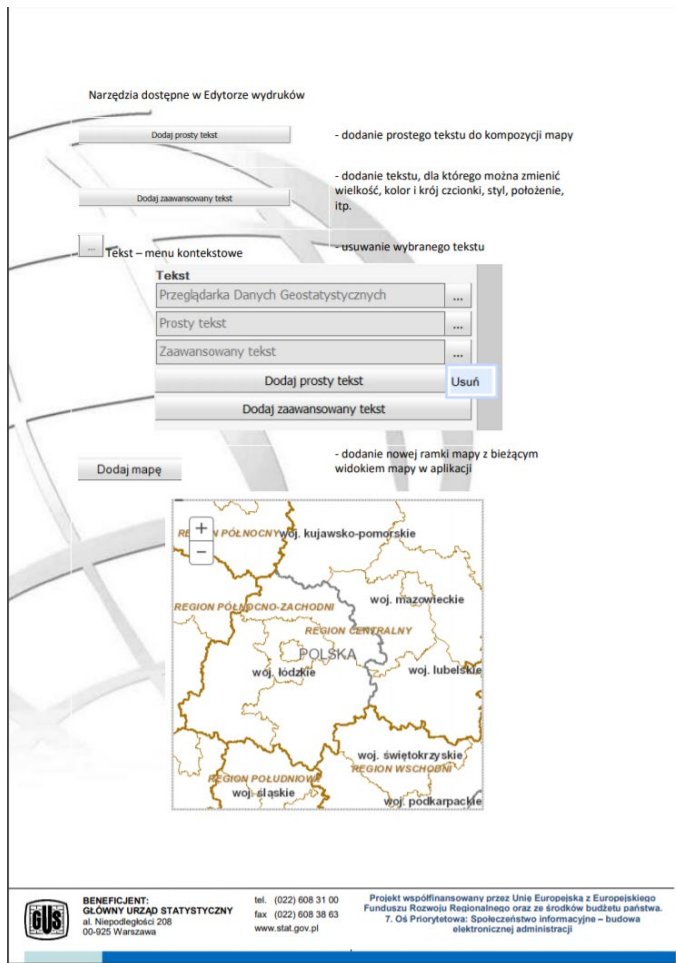 Narzędzia dostępne w Edytorze wydruków
Dodaj prosty tekst
- dodanie prostego tekstu do kompozycji mapy
Dodaj zaawansowany tekst
- dodanie tekstu, dla którego można zmienić
wielkość, kolor i krój czcionki, styl, położenie,
itp.
... Tekst – menu kontekstowe
- usuwanie wybranego tekstu
Tekst
Przeglądarka Danych Geostatystycznych ...
Prosty tekst ...
Zaawansowany tekst ...
Dodaj prosty tekst
Usuń
Dodaj zaawansowany tekst
Dodaj mapę
- dodanie nowej ramki mapy z bieżącym
widokiem mapy w aplikacji
+
−
REGION PÓŁNOCNY
woj. kujawsko-pomorskie
woj. mazowieckie
REGION PÓŁNOCNO-ZACHODNI
REGION CENTRALNY
POLSKA
woj. łódzkie
woj. lubelskie
woj. świętokrzyskie
REGION WSCHODNI
REGION POŁUDNIOWY
woj. śląskie
woj. podkarpackie
GUS
BENEFICJENT:
GŁÓWNY URZĄD STATYSTYCZNY
al. Niepodległości 208
00-925 Warszawa
tel. (022) 608 31 00
fax (022) 608 38 63
www.stat.gov.pl
Projekt współfinansowany przez Unię Europejską z Europejskiego
Funduszu Rozwoju Regionalnego oraz ze środków budżetu państwa.
7. Oś Priorytetowa: Społeczeństwo informacyjne – budowa
elektronicznej administracji